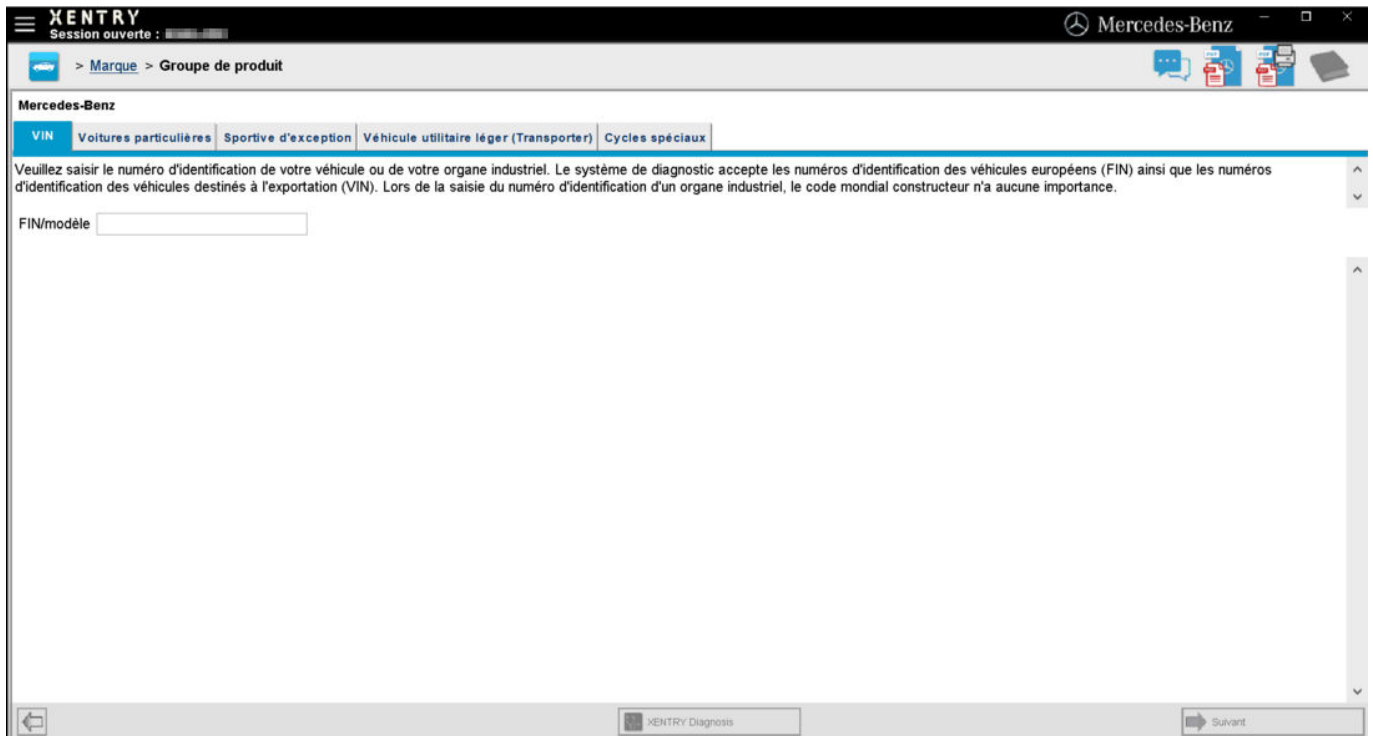 XENTRY
Session ouverte :
Mercedes-Benz
> Marque > Groupe de produit
Mercedes-Benz
VIN Voitures particulières Sportive d'exception Véhicule utilitaire léger (Transporter) Cycles spéciaux
Veuillez saisir le numéro d'identification de votre véhicule ou de votre organe industriel. Le système de diagnostic accepte les numéros d'identification des véhicules européens (FIN) ainsi que les numéros
d'identification des véhicules destinés à l'exportation (VIN). Lors de la saisie du numéro d'identification d'un organe industriel, le code mondial constructeur n'a aucune importance.
FIN/modèle
XENTRY Diagnosis
Suivant